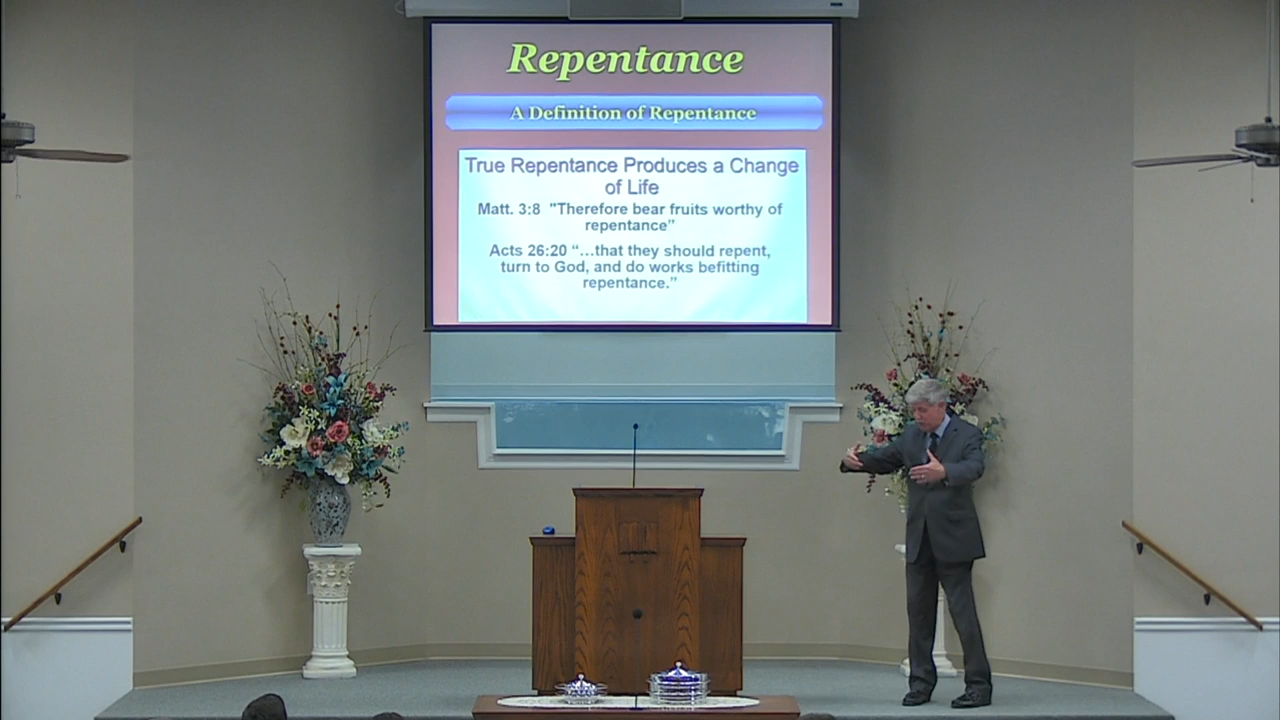 Repentance
A Definition of Repentance
True Repentance Produces a Change
of Life
Matt. 3:8  "Therefore bear fruits worthy of
repentance”
Acts 26:20 “…that they should repent,
turn to God, and do works befitting
repentance.”